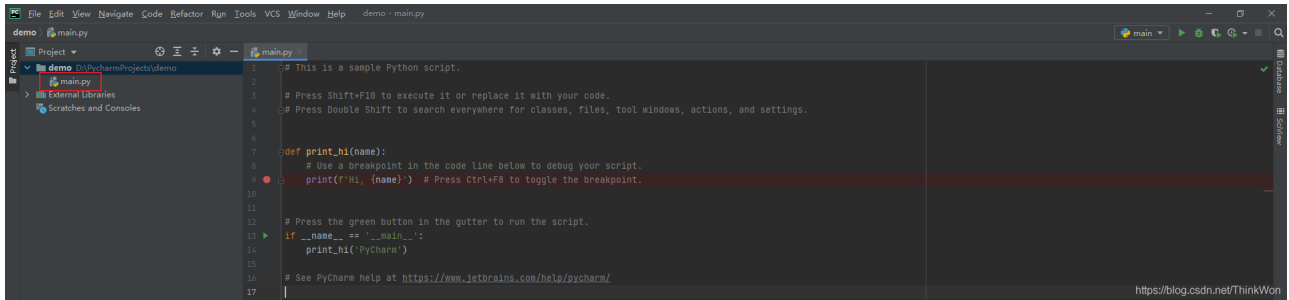 PC File Edit View Navigate Code Refactor Run Tools VCS Window Help demo - main.py
demo main.py main
Project main.py
demo D:\PycharmProjects\demo
main.py
External Libraries
Scratches and Consoles
Project
Database
SciView
1 # This is a sample Python script.
2
3 # Press Shift+F10 to execute it or replace it with your code.
4 # Press Double Shift to search everywhere for classes, files, tool windows, actions, and settings.
5
6
7 def print_hi(name):
8 # Use a breakpoint in the code line below to debug your script.
9 print(f'Hi, {name}') # Press Ctrl+F8 to toggle the breakpoint.
10
11
12 # Press the green button in the gutter to run the script.
13 if __name__ == '__main__':
14 print_hi('PyCharm')
15
16 # See PyCharm help at https://www.jetbrains.com/help/pycharm/
17
https://blog.csdn.net/ThinkWon